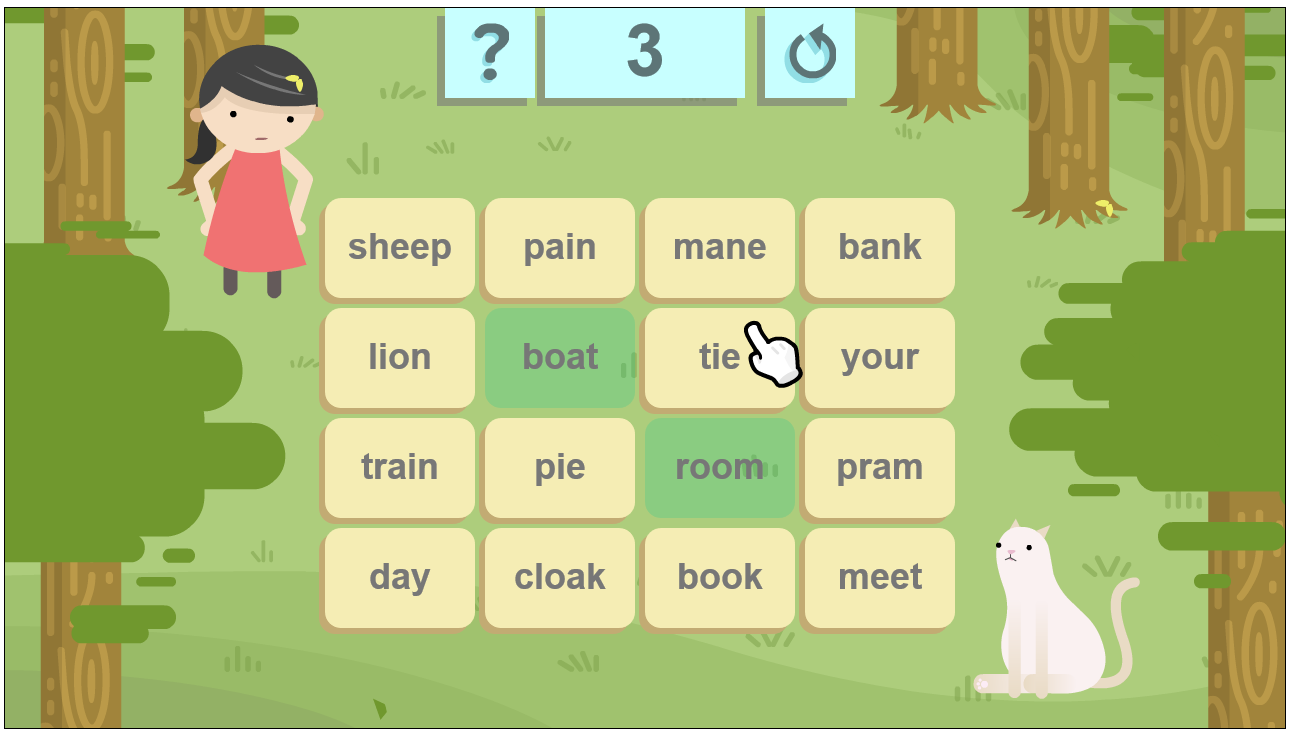 ? 3
sheep pain mane bank
lion boat tie your
train pie room pram
day cloak book meet